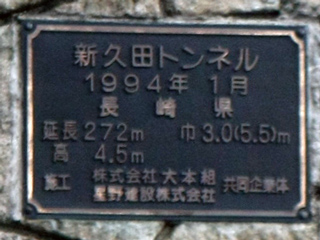 新久田トンネル
1994年 1月
長崎県
延長272m 巾3.0(5.5)m
高 4.5m
施工 株式会社大本組 共同企業体
星野建設株式会社